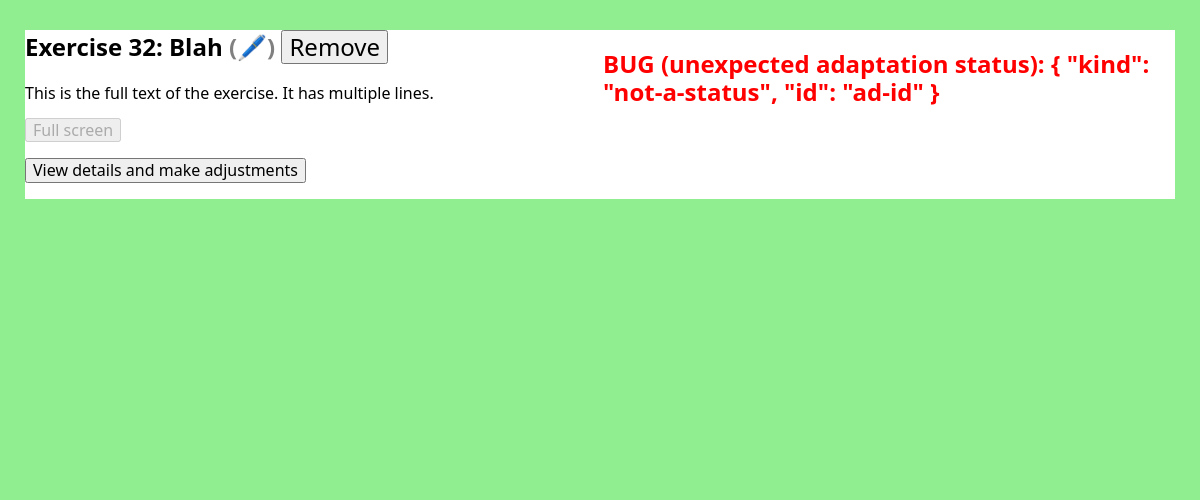 Exercise 32: Blah (🖊️) Remove
This is the full text of the exercise. It has multiple lines.
Full screen
View details and make adjustments
BUG (unexpected adaptation status): { "kind":
"not-a-status", "id": "ad-id" }